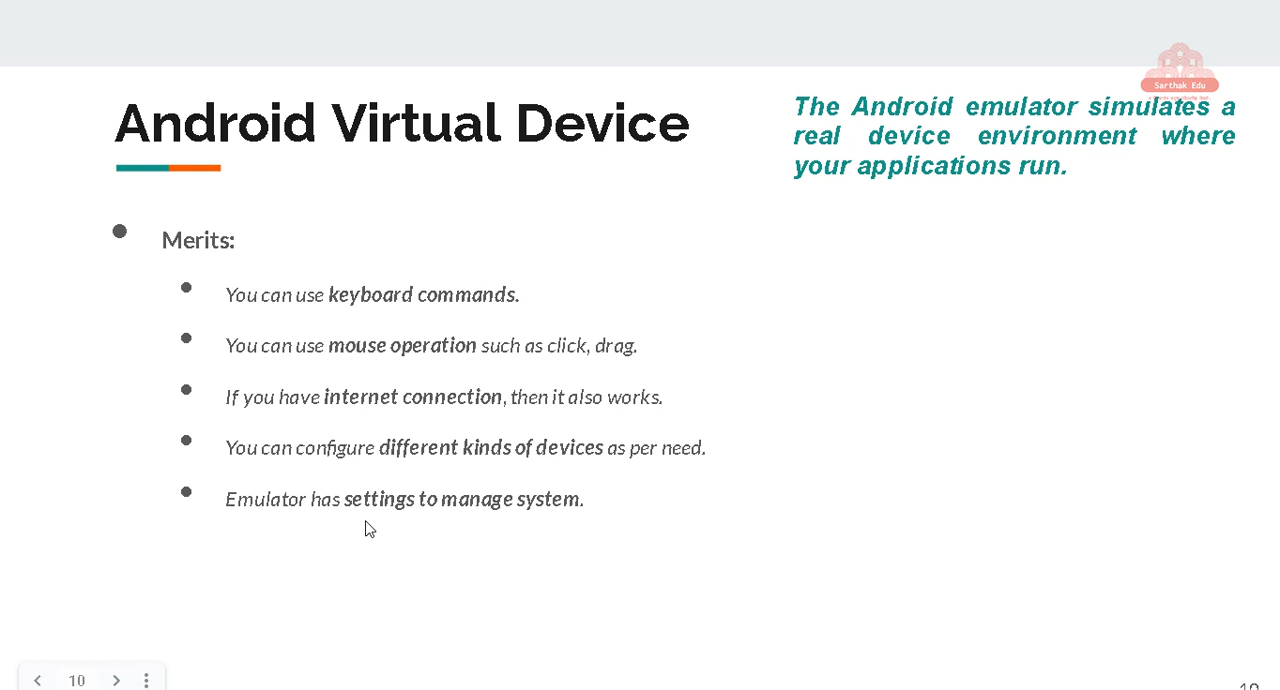 Sarthak Edu
Android Virtual Device
The Android emulator simulates a
real device environment where
your applications run.
Merits:
You can use keyboard commands.
You can use mouse operation such as click, drag.
If you have internet connection, then it also works.
You can configure different kinds of devices as per need.
Emulator has settings to manage system.
10